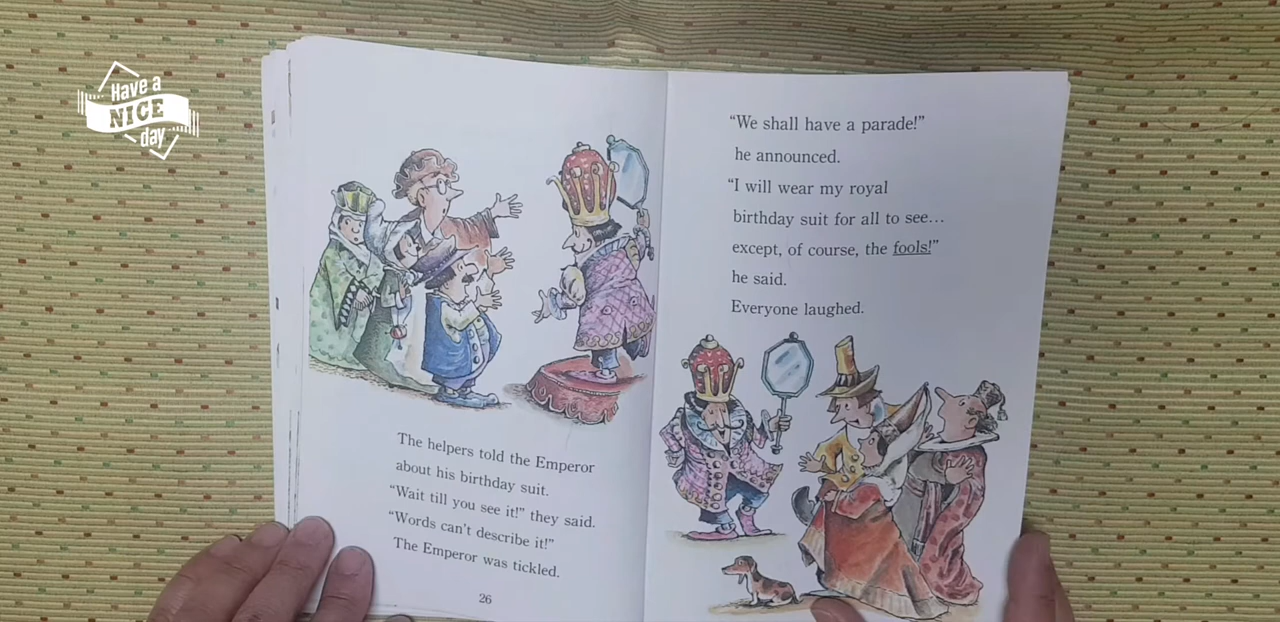 Have a
NICE
day
The helpers told the Emperor
about his birthday suit.
“Wait till you see it!” they said.
“Words can't describe it!”
The Emperor was tickled.
26
“We shall have a parade!”
he announced.
“I will wear my royal
birthday suit for all to see...
except, of course, the fools!”
he said.
Everyone laughed.